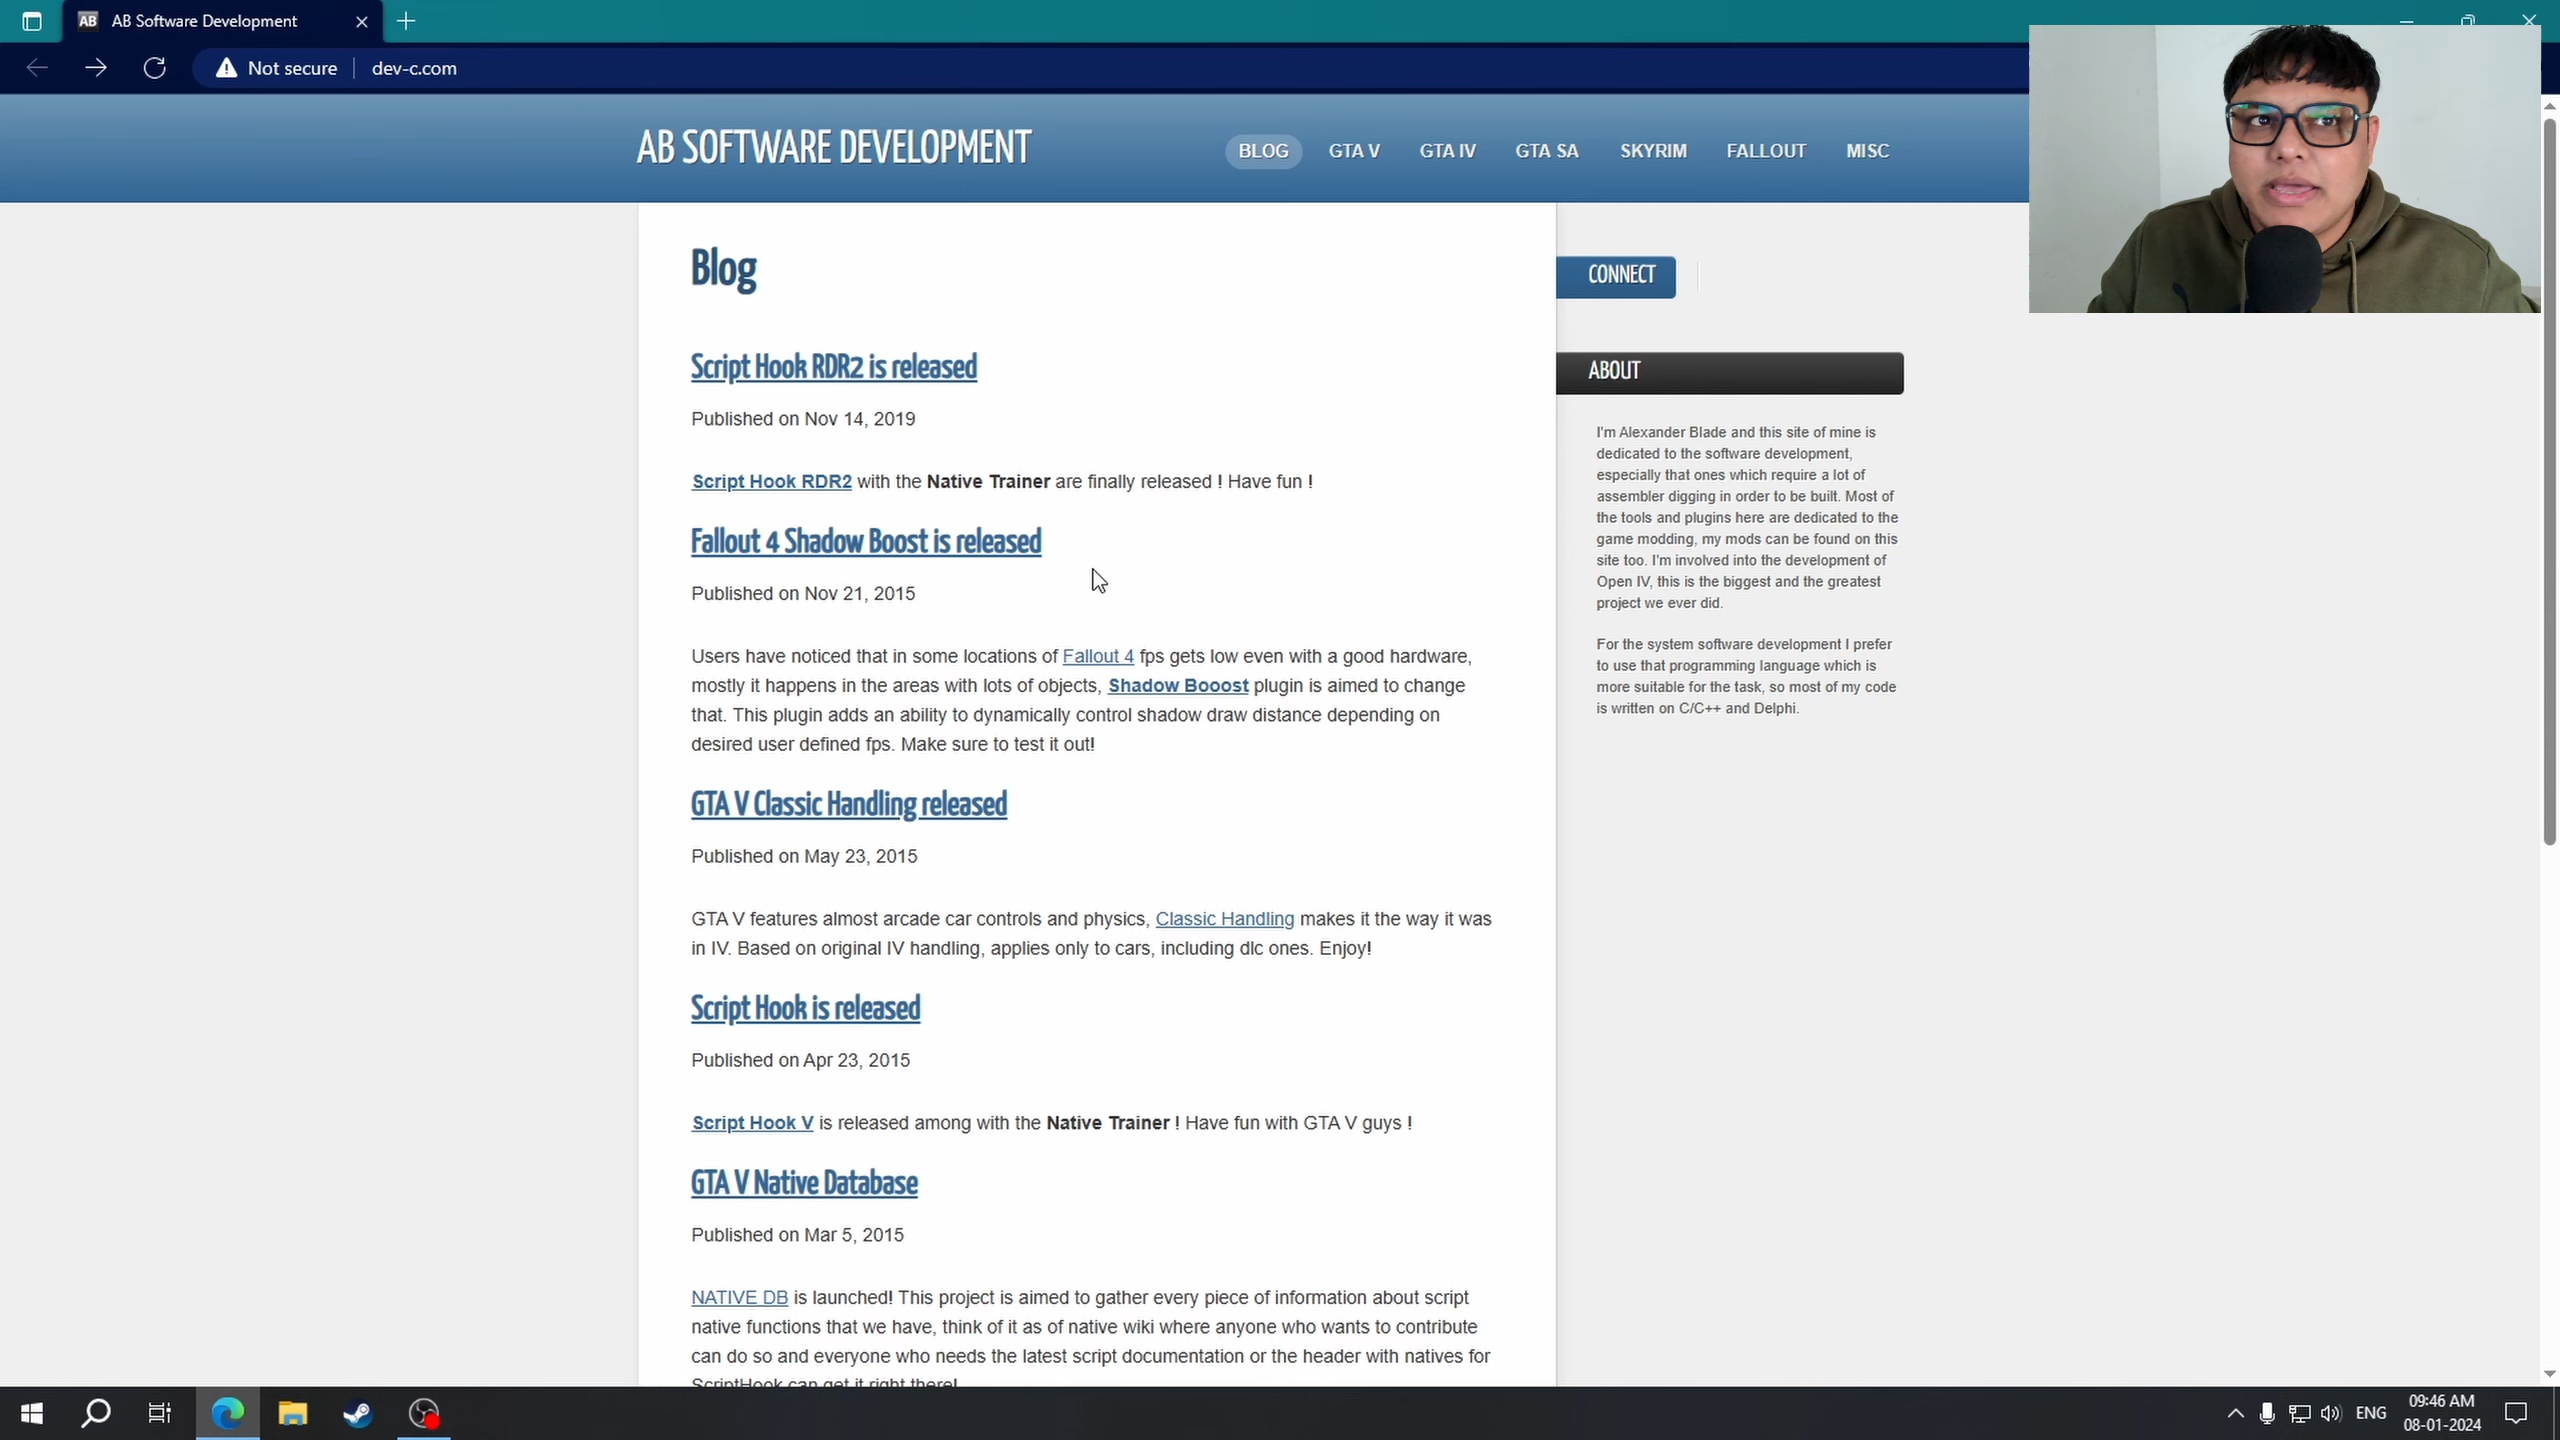 AB AB Software Development
Not secure dev-c.com
AB SOFTWARE DEVELOPMENT
BLOG GTA V GTA IV GTA SA SKYRIM FALLOUT MISC
Blog
Script Hook RDR2 is released
Published on Nov 14, 2019
Script Hook RDR2 with the Native Trainer are finally released ! Have fun !
Fallout 4 Shadow Boost is released
Published on Nov 21, 2015
Users have noticed that in some locations of Fallout 4 fps gets low even with a good hardware,
mostly it happens in the areas with lots of objects, Shadow Booost plugin is aimed to change
that. This plugin adds an ability to dynamically control shadow draw distance depending on
desired user defined fps. Make sure to test it out!
GTA V Classic Handling released
Published on May 23, 2015
GTA V features almost arcade car controls and physics, Classic Handling makes it the way it was
in IV. Based on original IV handling, applies only to cars, including dlc ones. Enjoy!
Script Hook is released
Published on Apr 23, 2015
Script Hook V is released among with the Native Trainer ! Have fun with GTA V guys !
GTA V Native Database
Published on Mar 5, 2015
NATIVE DB is launched! This project is aimed to gather every piece of information about script
native functions that we have, think of it as of native wiki where anyone who wants to contribute
can do so and everyone who needs the latest script documentation or the header with natives for
ScriptHook can get it right there!
CONNECT
ABOUT
I'm Alexander Blade and this site of mine is
dedicated to the software development,
especially that ones which require a lot of
assembler digging in order to be built. Most of
the tools and plugins here are dedicated to the
game modding, my mods can be found on this
site too. I'm involved into the development of
Open IV, this is the biggest and the greatest
project we ever did.
For the system software development I prefer
to use that programming language which is
more suitable for the task, so most of my code
is written on C/C++ and Delphi.
ENG
09:46 AM
08-01-2024